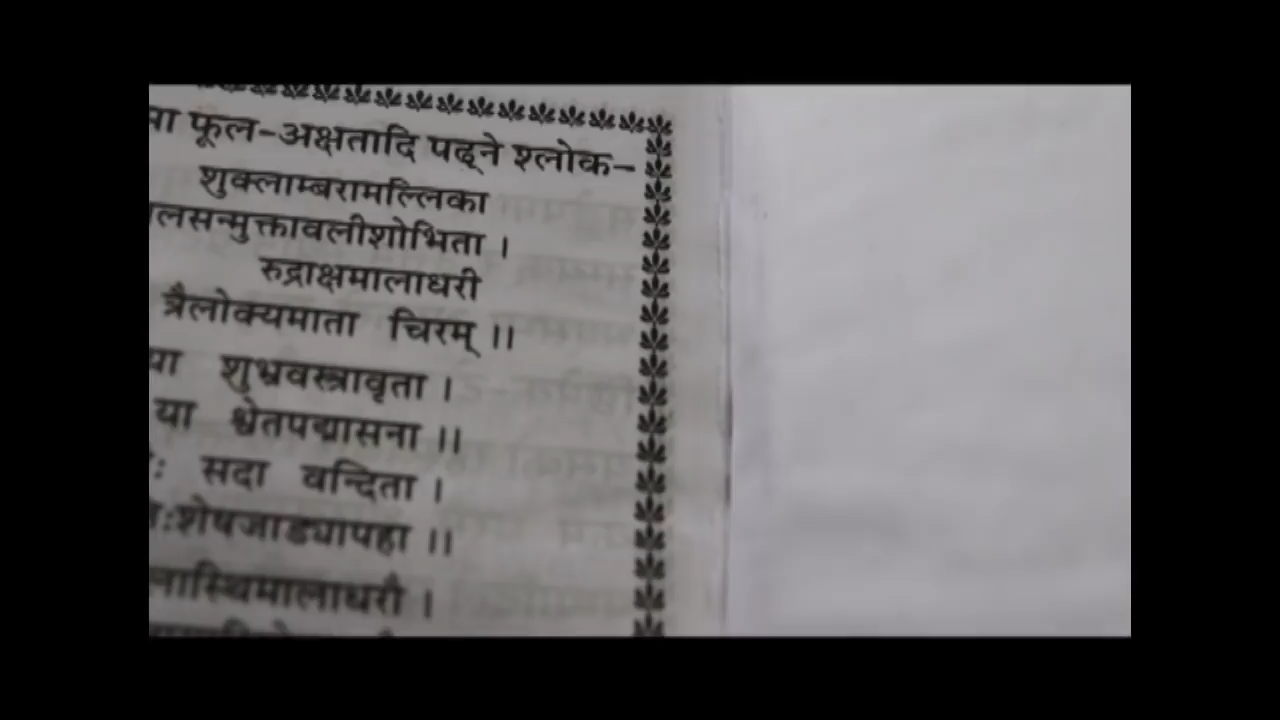 फूल-अक्षतादि पढ्ने श्लोक-
शुक्लाम्बरामल्लिका
लसन्मुक्तावलीशोभिता ।
रुद्राक्षमालाधरी
त्रैलोक्यमाता चिरम् ।।
शुभ्रवस्त्रावृता ।
या श्वेतपद्मासना ।।
सदा वन्दिता ।
:शेषजाड्यापहा ।।
स्थिमालाधरौ ।